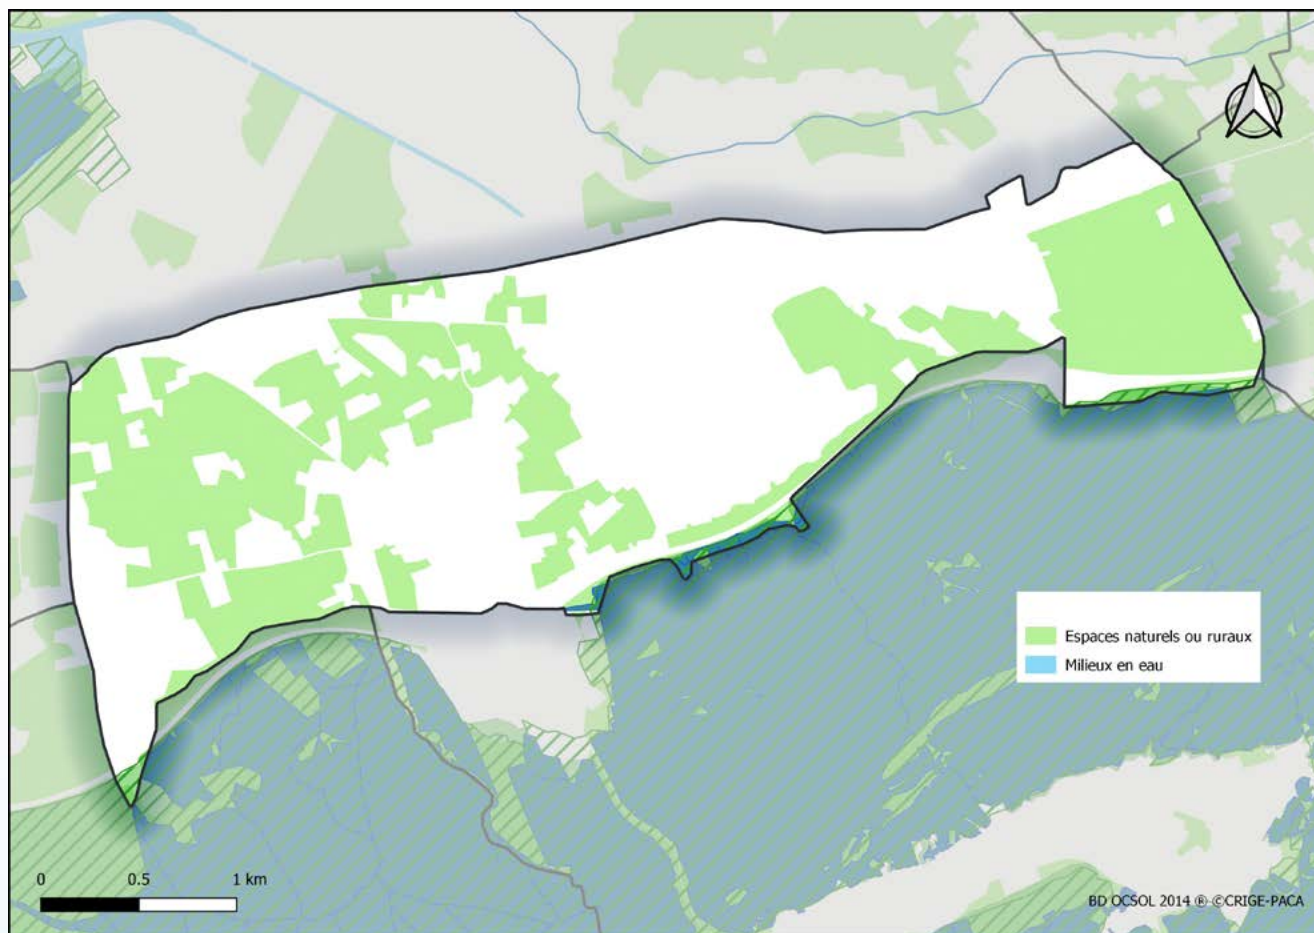 Espaces naturels ou ruraux
Milieux en eau
0 0.5 1 km
BD OCSOL 2014 ® ©CRIGE-PACA